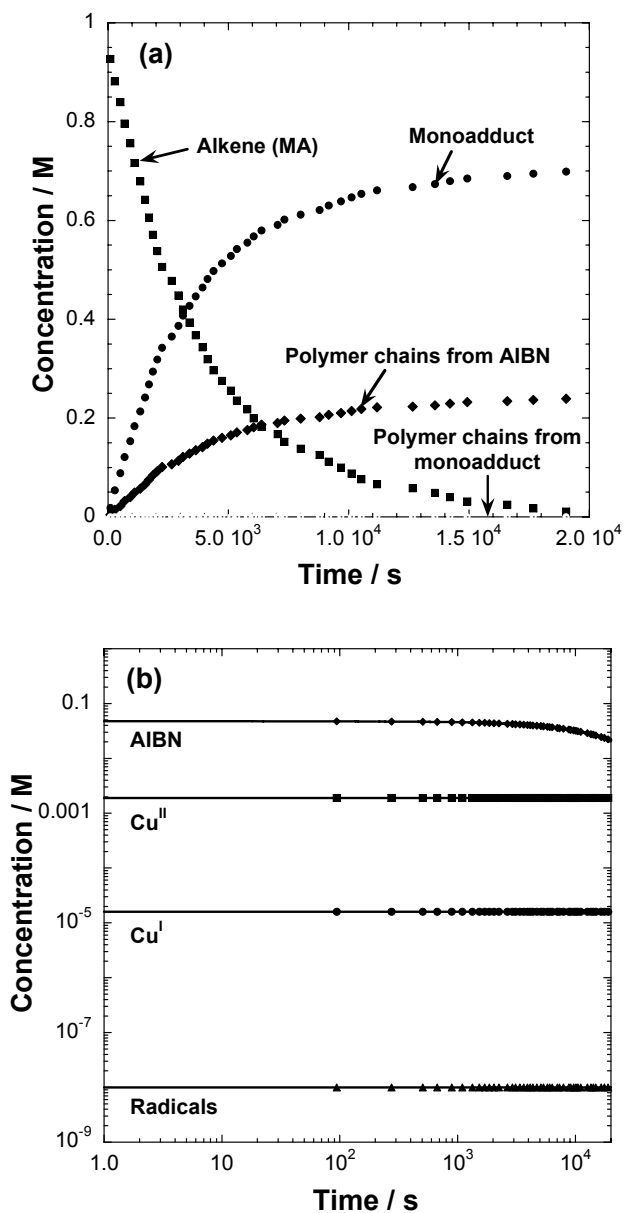 (a)
Concentration / M
1
0.8
0.6
0.4
0.2
0
Alkene (MA)
Monoadduct
Polymer chains from AIBN
Polymer chains from
monoadduct
0.0
5.0 10³
1.0 10⁴
1.5 10⁴
2.0 10⁴
Time / s
(b)
Concentration / M
0.1
0.001
10⁻⁵
10⁻⁷
10⁻⁹
AIBN
Cuᴵᴵ
Cuᴵ
Radicals
1.0
10
10²
10³
10⁴
Time / s